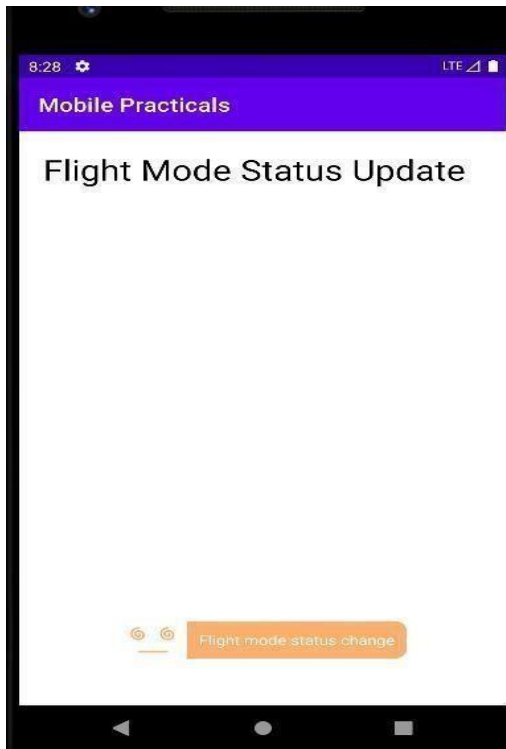 8:28 LTE
Mobile Practicals
Flight Mode Status Update
Flight mode status change